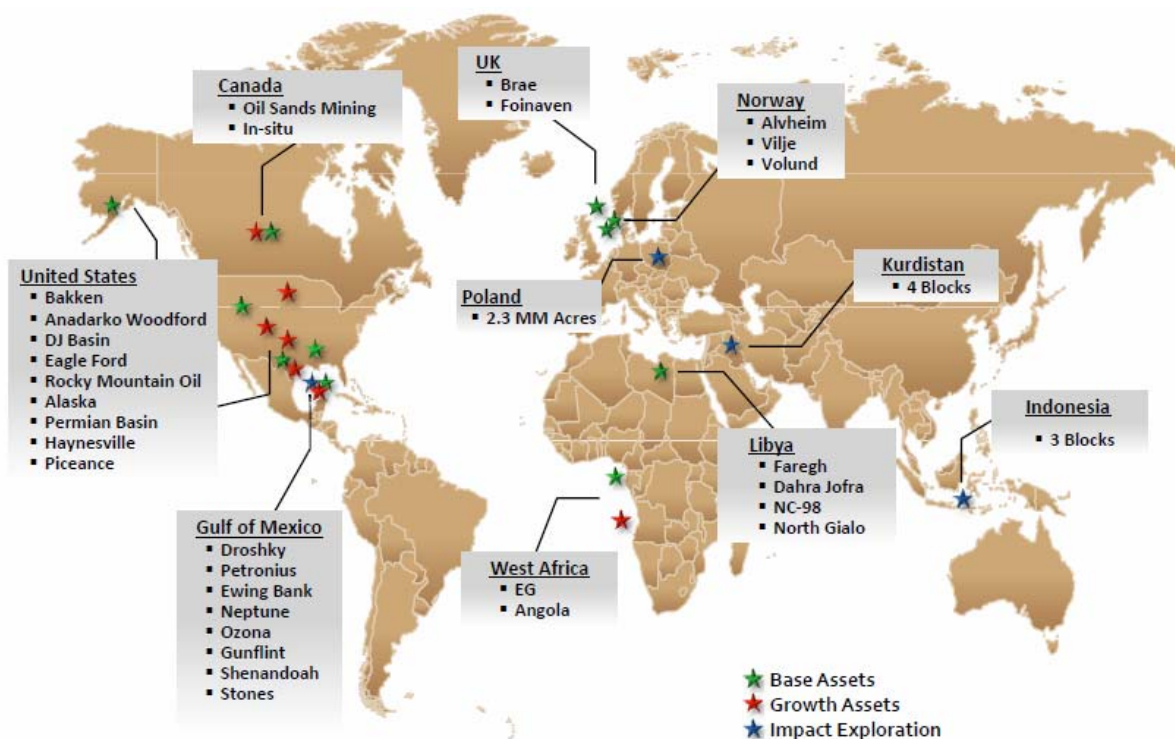 Canada
▪ Oil Sands Mining
▪ In-situ
UK
▪ Brae
▪ Foinaven
Norway
▪ Alvheim
▪ Vilje
▪ Volund
United States
▪ Bakken
▪ Anadarko Woodford
▪ DJ Basin
▪ Eagle Ford
▪ Rocky Mountain Oil
▪ Alaska
▪ Permian Basin
▪ Haynesville
▪ Piceance
Poland
▪ 2.3 MM Acres
Kurdistan
▪ 4 Blocks
Indonesia
▪ 3 Blocks
Libya
▪ Faregh
▪ Dahra Jofra
▪ NC-98
▪ North Gialo
Gulf of Mexico
▪ Droshky
▪ Petronius
▪ Ewing Bank
▪ Neptune
▪ Ozona
▪ Gunflint
▪ Shenandoah
▪ Stones
West Africa
▪ EG
▪ Angola
Base Assets
Growth Assets
Impact Exploration